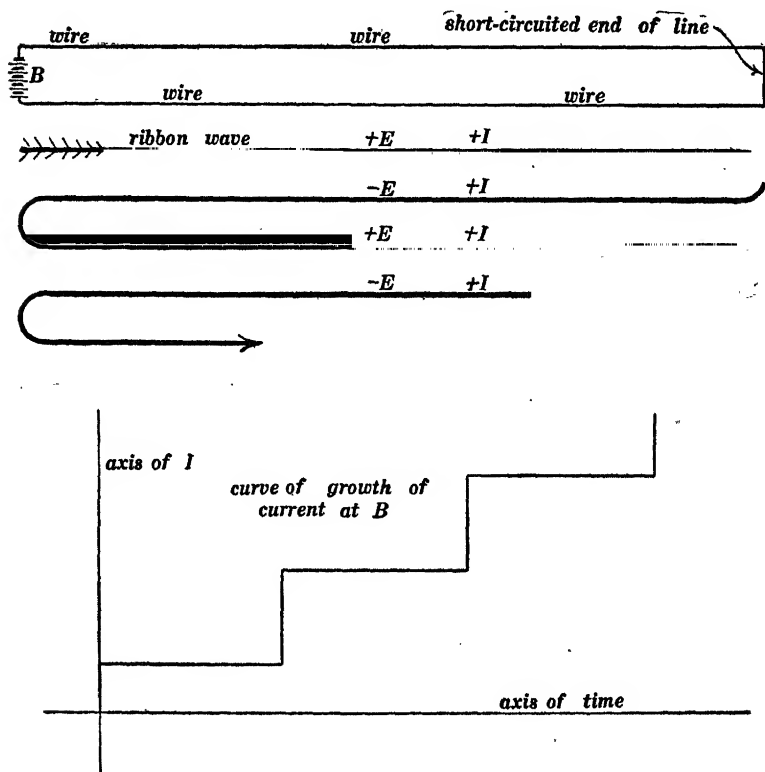 short-circuited end of line
wire wire
B
wire wire
ribbon wave +E +I
−E +I
+E +I
−E +I
axis of I
curve of growth of
current at B
axis of time